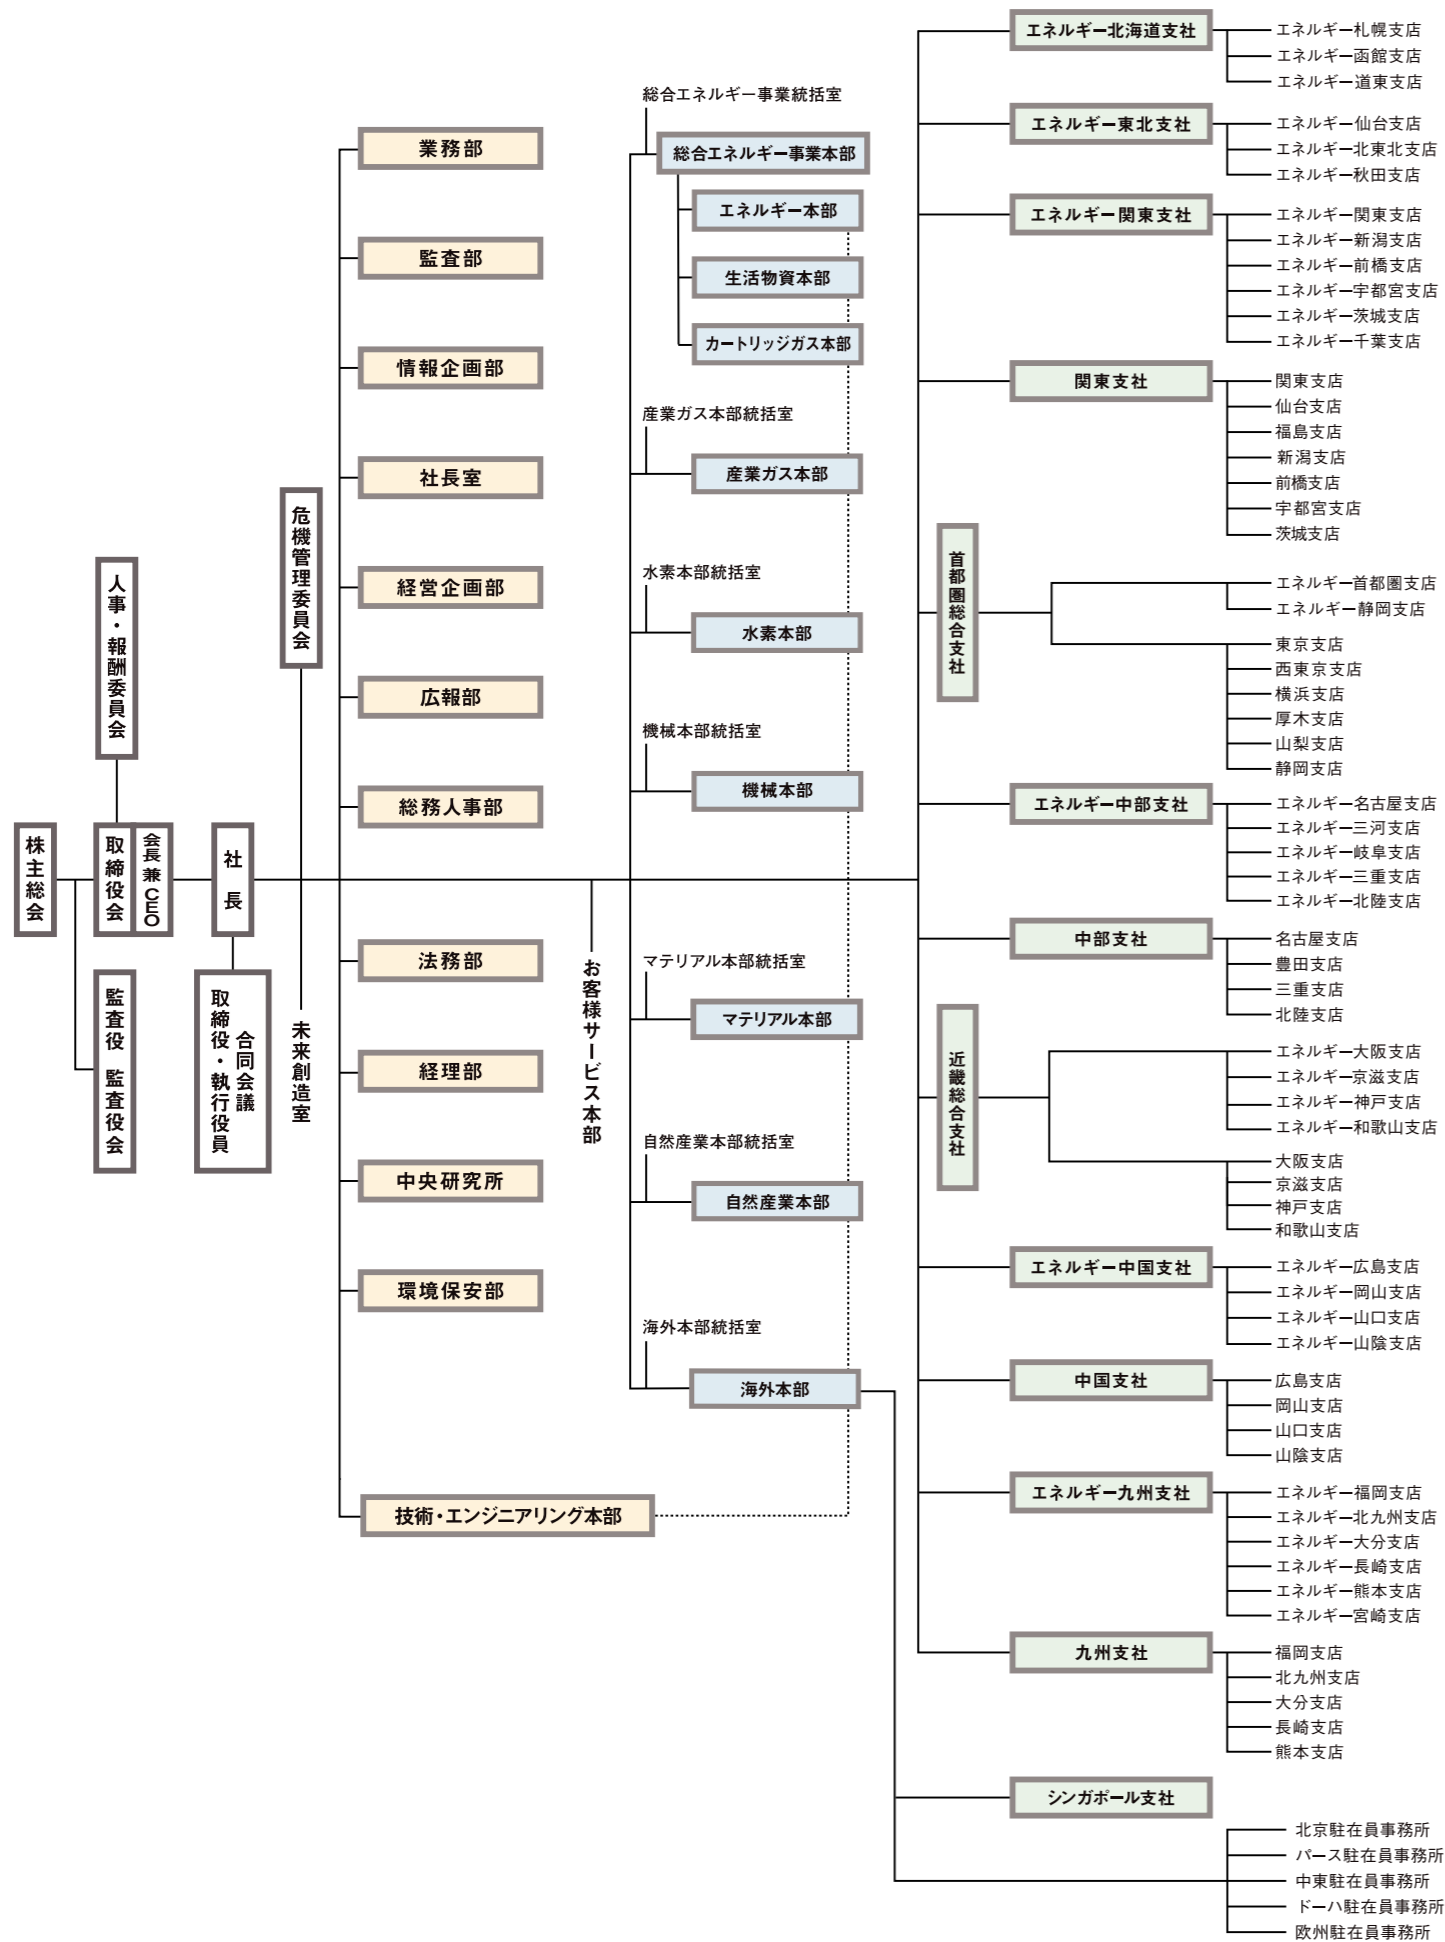 株主総会
取締役会
会長 兼 CEO
人事・報酬委員会
監査役 監査役会
社長
取締役・執行役員
合同会議
危機管理委員会
未来創造室
業務部
監査部
情報企画部
社長室
経営企画部
広報部
総務人事部
法務部
経理部
中央研究所
環境保安部
技術・エンジニアリング本部
お客様サービス本部
総合エネルギー事業統括室
総合エネルギー事業本部
エネルギー本部
生活物資本部
カートリッジガス本部
産業ガス本部統括室
産業ガス本部
水素本部統括室
水素本部
機械本部統括室
機械本部
マテリアル本部統括室
マテリアル本部
自然産業本部統括室
自然産業本部
海外本部統括室
海外本部
エネルギー北海道支社
エネルギー札幌支店
エネルギー函館支店
エネルギー道東支店
エネルギー東北支社
エネルギー仙台支店
エネルギー北東北支店
エネルギー秋田支店
エネルギー関東支社
エネルギー関東支店
エネルギー新潟支店
エネルギー前橋支店
エネルギー宇都宮支店
エネルギー茨城支店
エネルギー千葉支店
関東支社
関東支店
仙台支店
福島支店
新潟支店
前橋支店
宇都宮支店
茨城支店
首都圏総合支社
エネルギー首都圏支店
エネルギー静岡支店
東京支店
西東京支店
横浜支店
厚木支店
山梨支店
静岡支店
エネルギー中部支社
エネルギー名古屋支店
エネルギー三河支店
エネルギー岐阜支店
エネルギー三重支店
エネルギー北陸支店
中部支社
名古屋支店
豊田支店
三重支店
北陸支店
近畿総合支社
エネルギー大阪支店
エネルギー京滋支店
エネルギー神戸支店
エネルギー和歌山支店
大阪支店
京滋支店
神戸支店
和歌山支店
エネルギー中国支社
エネルギー広島支店
エネルギー岡山支店
エネルギー山口支店
エネルギー山陰支店
中国支社
広島支店
岡山支店
山口支店
山陰支店
エネルギー九州支社
エネルギー福岡支店
エネルギー北九州支店
エネルギー大分支店
エネルギー長崎支店
エネルギー熊本支店
エネルギー宮崎支店
九州支社
福岡支店
北九州支店
大分支店
長崎支店
熊本支店
シンガポール支社
北京駐在員事務所
パース駐在員事務所
中東駐在員事務所
ドーハ駐在員事務所
欧州駐在員事務所